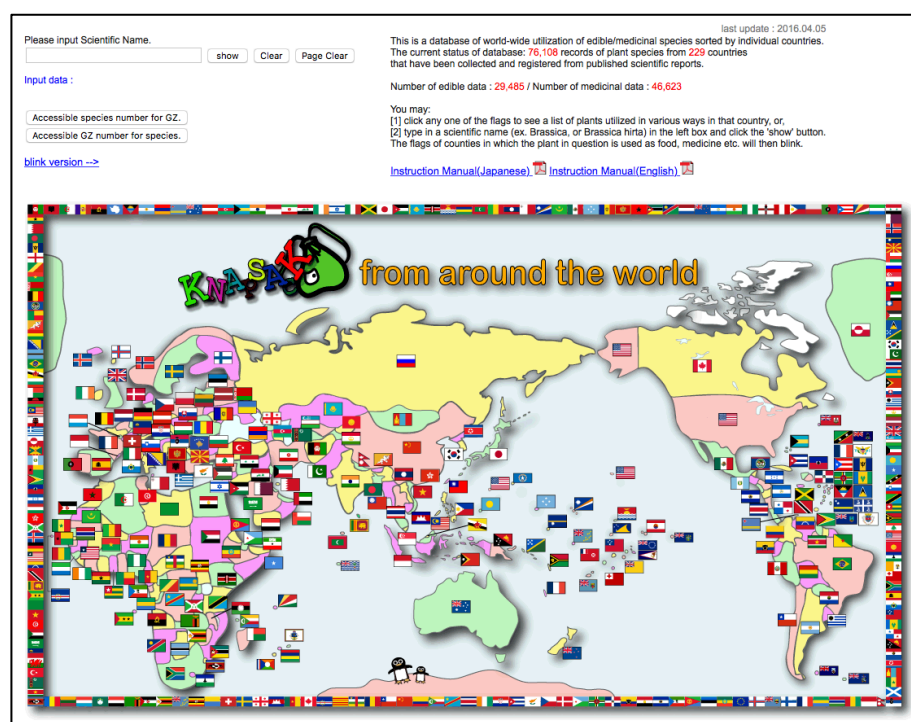 last update : 2016.04.05
Please input Scientific Name.
show Clear Page Clear
Input data :
Accessible species number for GZ.
Accessible GZ number for species.
blink version -->
This is a database of world-wide utilization of edible/medicinal species sorted by individual countries.
The current status of database: 76,108 records of plant species from 229 countries
that have been collected and registered from published scientific reports.
Number of edible data : 29,485 / Number of medicinal data : 46,623
You may:
[1] click any one of the flags to see a list of plants utilized in various ways in that country, or,
[2] type in a scientific name (ex. Brassica, or Brassica hirta) in the left box and click the 'show' button.
The flags of counties in which the plant in question is used as food, medicine etc. will then blink.
Instruction Manual(Japanese) Instruction Manual(English)
KNApSAcK from around the world